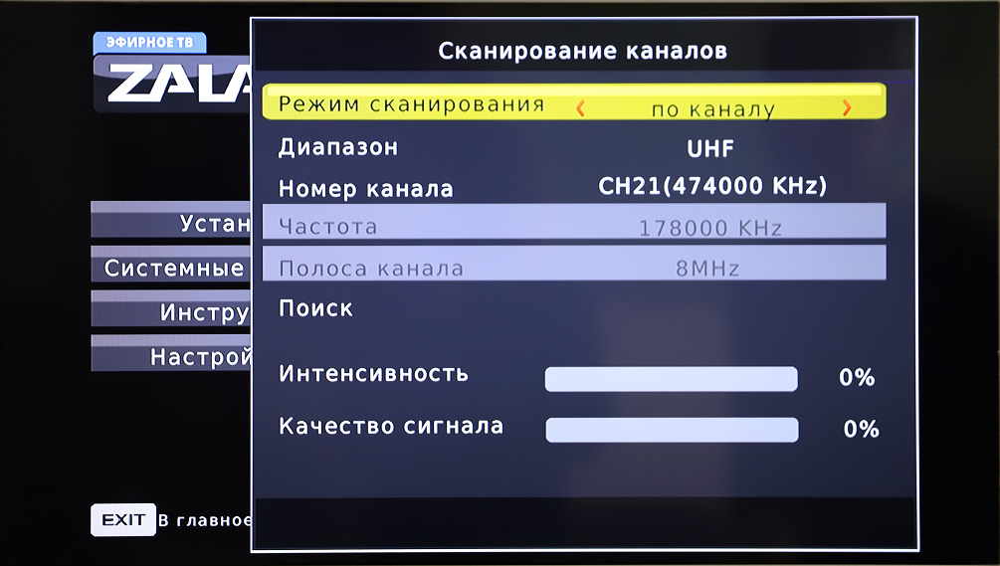 ЭФИРНОЕ ТВ
ZALA
Сканирование каналов
Режим сканирования ‹ по каналу ›
Диапазон UHF
Номер канала CH21(474000 KHz)
Частота 178000 KHz
Полоса канала 8MHz
Поиск
Интенсивность 0%
Качество сигнала 0%
Устан
Системные
Инстру
Настрой
EXIT В главное